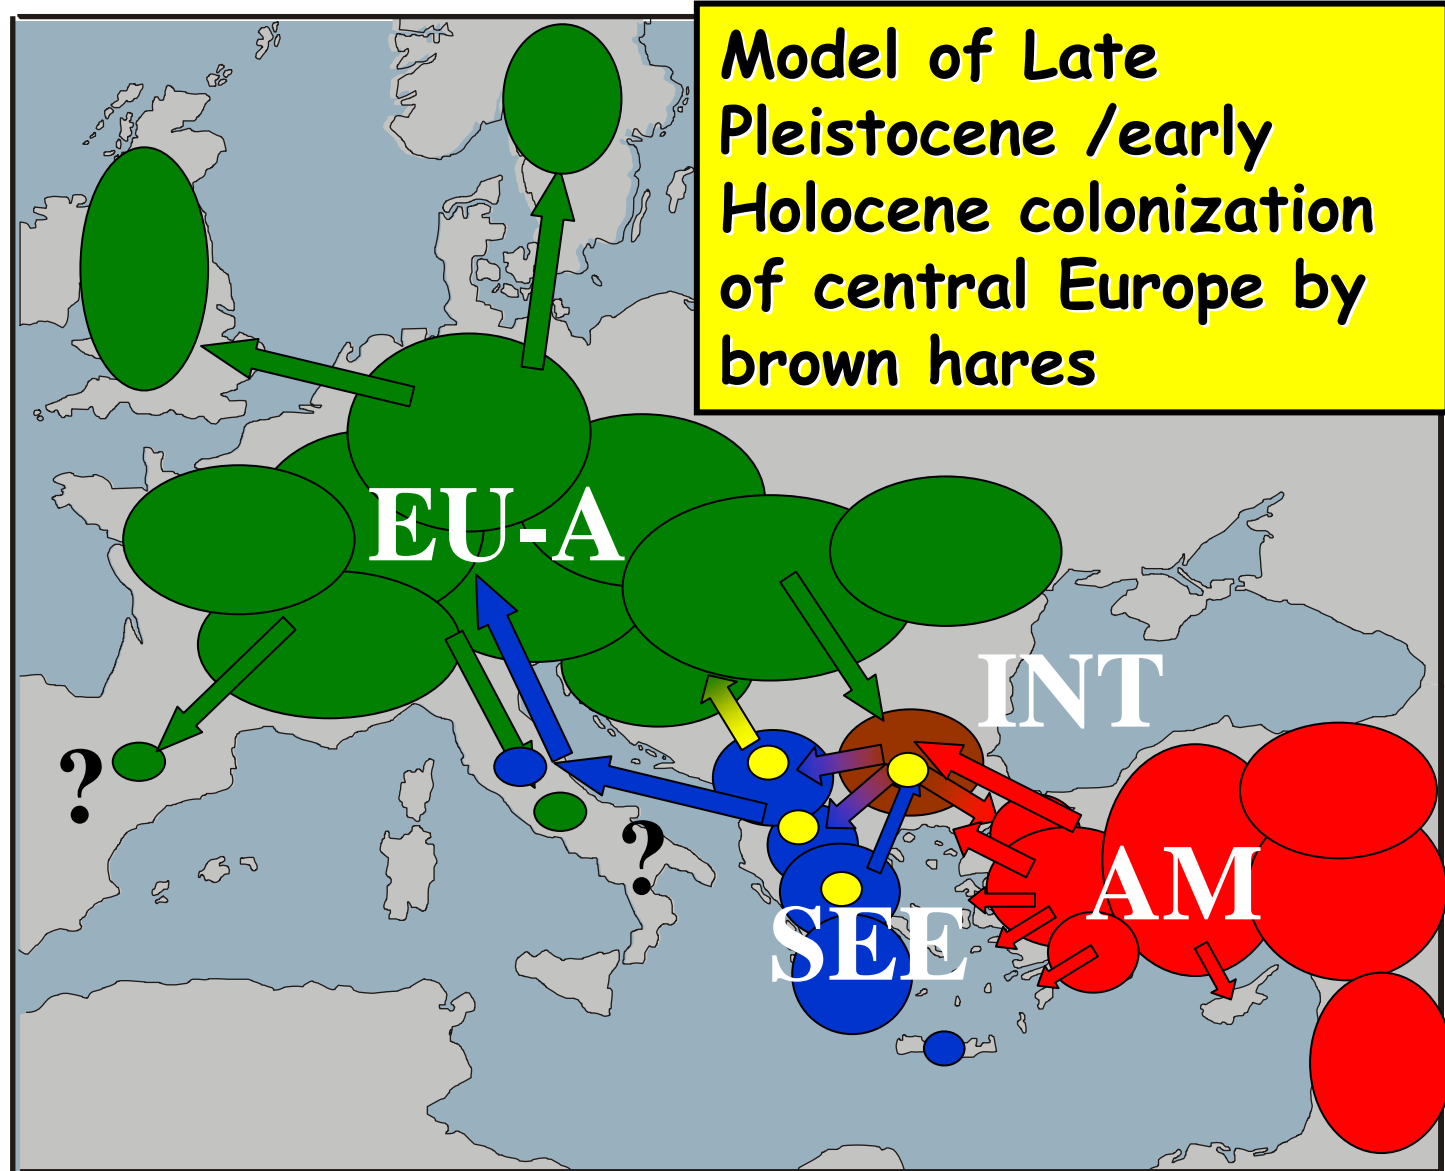 Model of Late
Pleistocene /early
Holocene colonization
of central Europe by
brown hares
EU-A
INT
?
?
AM
SEE